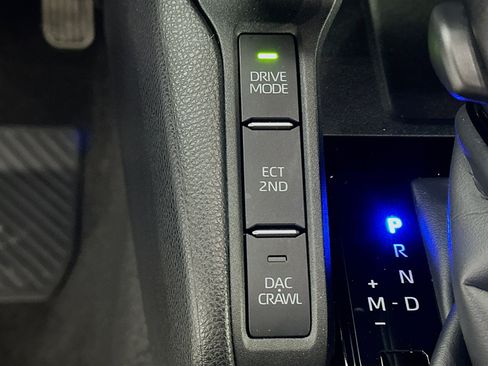 DRIVE
MODE
ECT
2ND
DAC
CRAWL
P
R
N
+
M-D
−